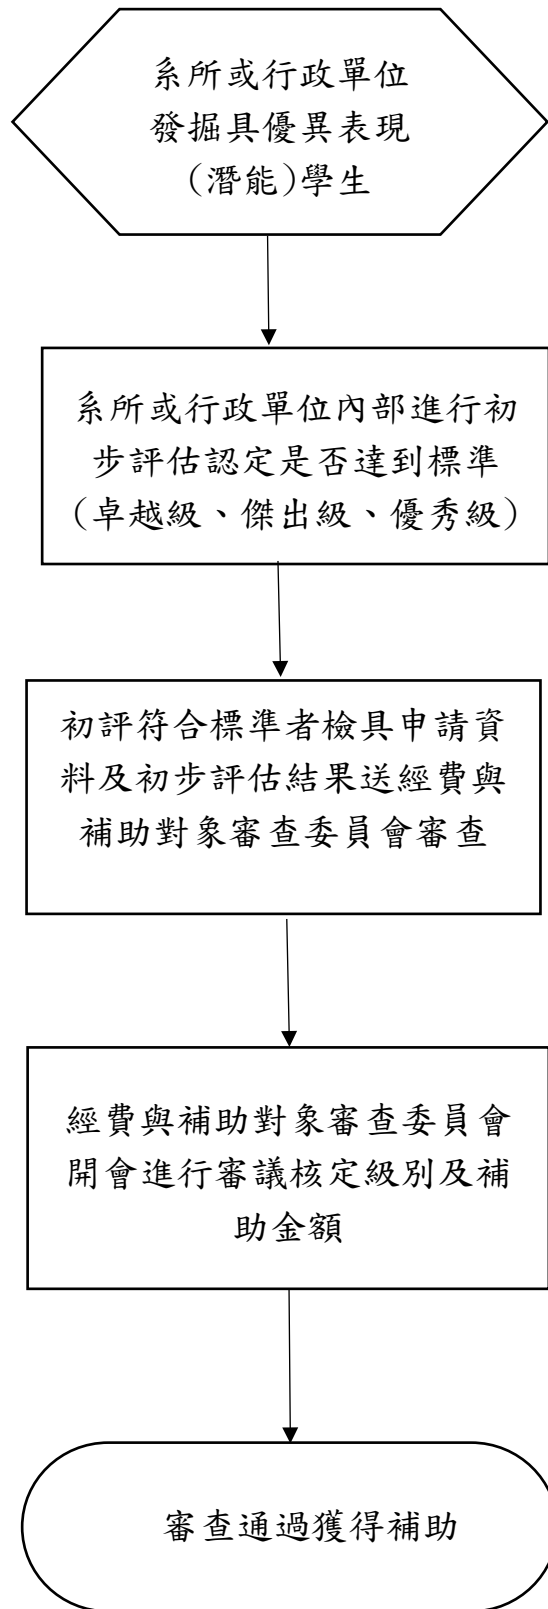 系所或行政單位
發掘具優異表現
(潛能)學生
系所或行政單位內部進行初
步評估認定是否達到標準
(卓越級、傑出級、優秀級)
初評符合標準者檢具申請資
料及初步評估結果送經費與
補助對象審查委員會審查
經費與補助對象審查委員會
開會進行審議核定級別及補
助金額
審查通過獲得補助